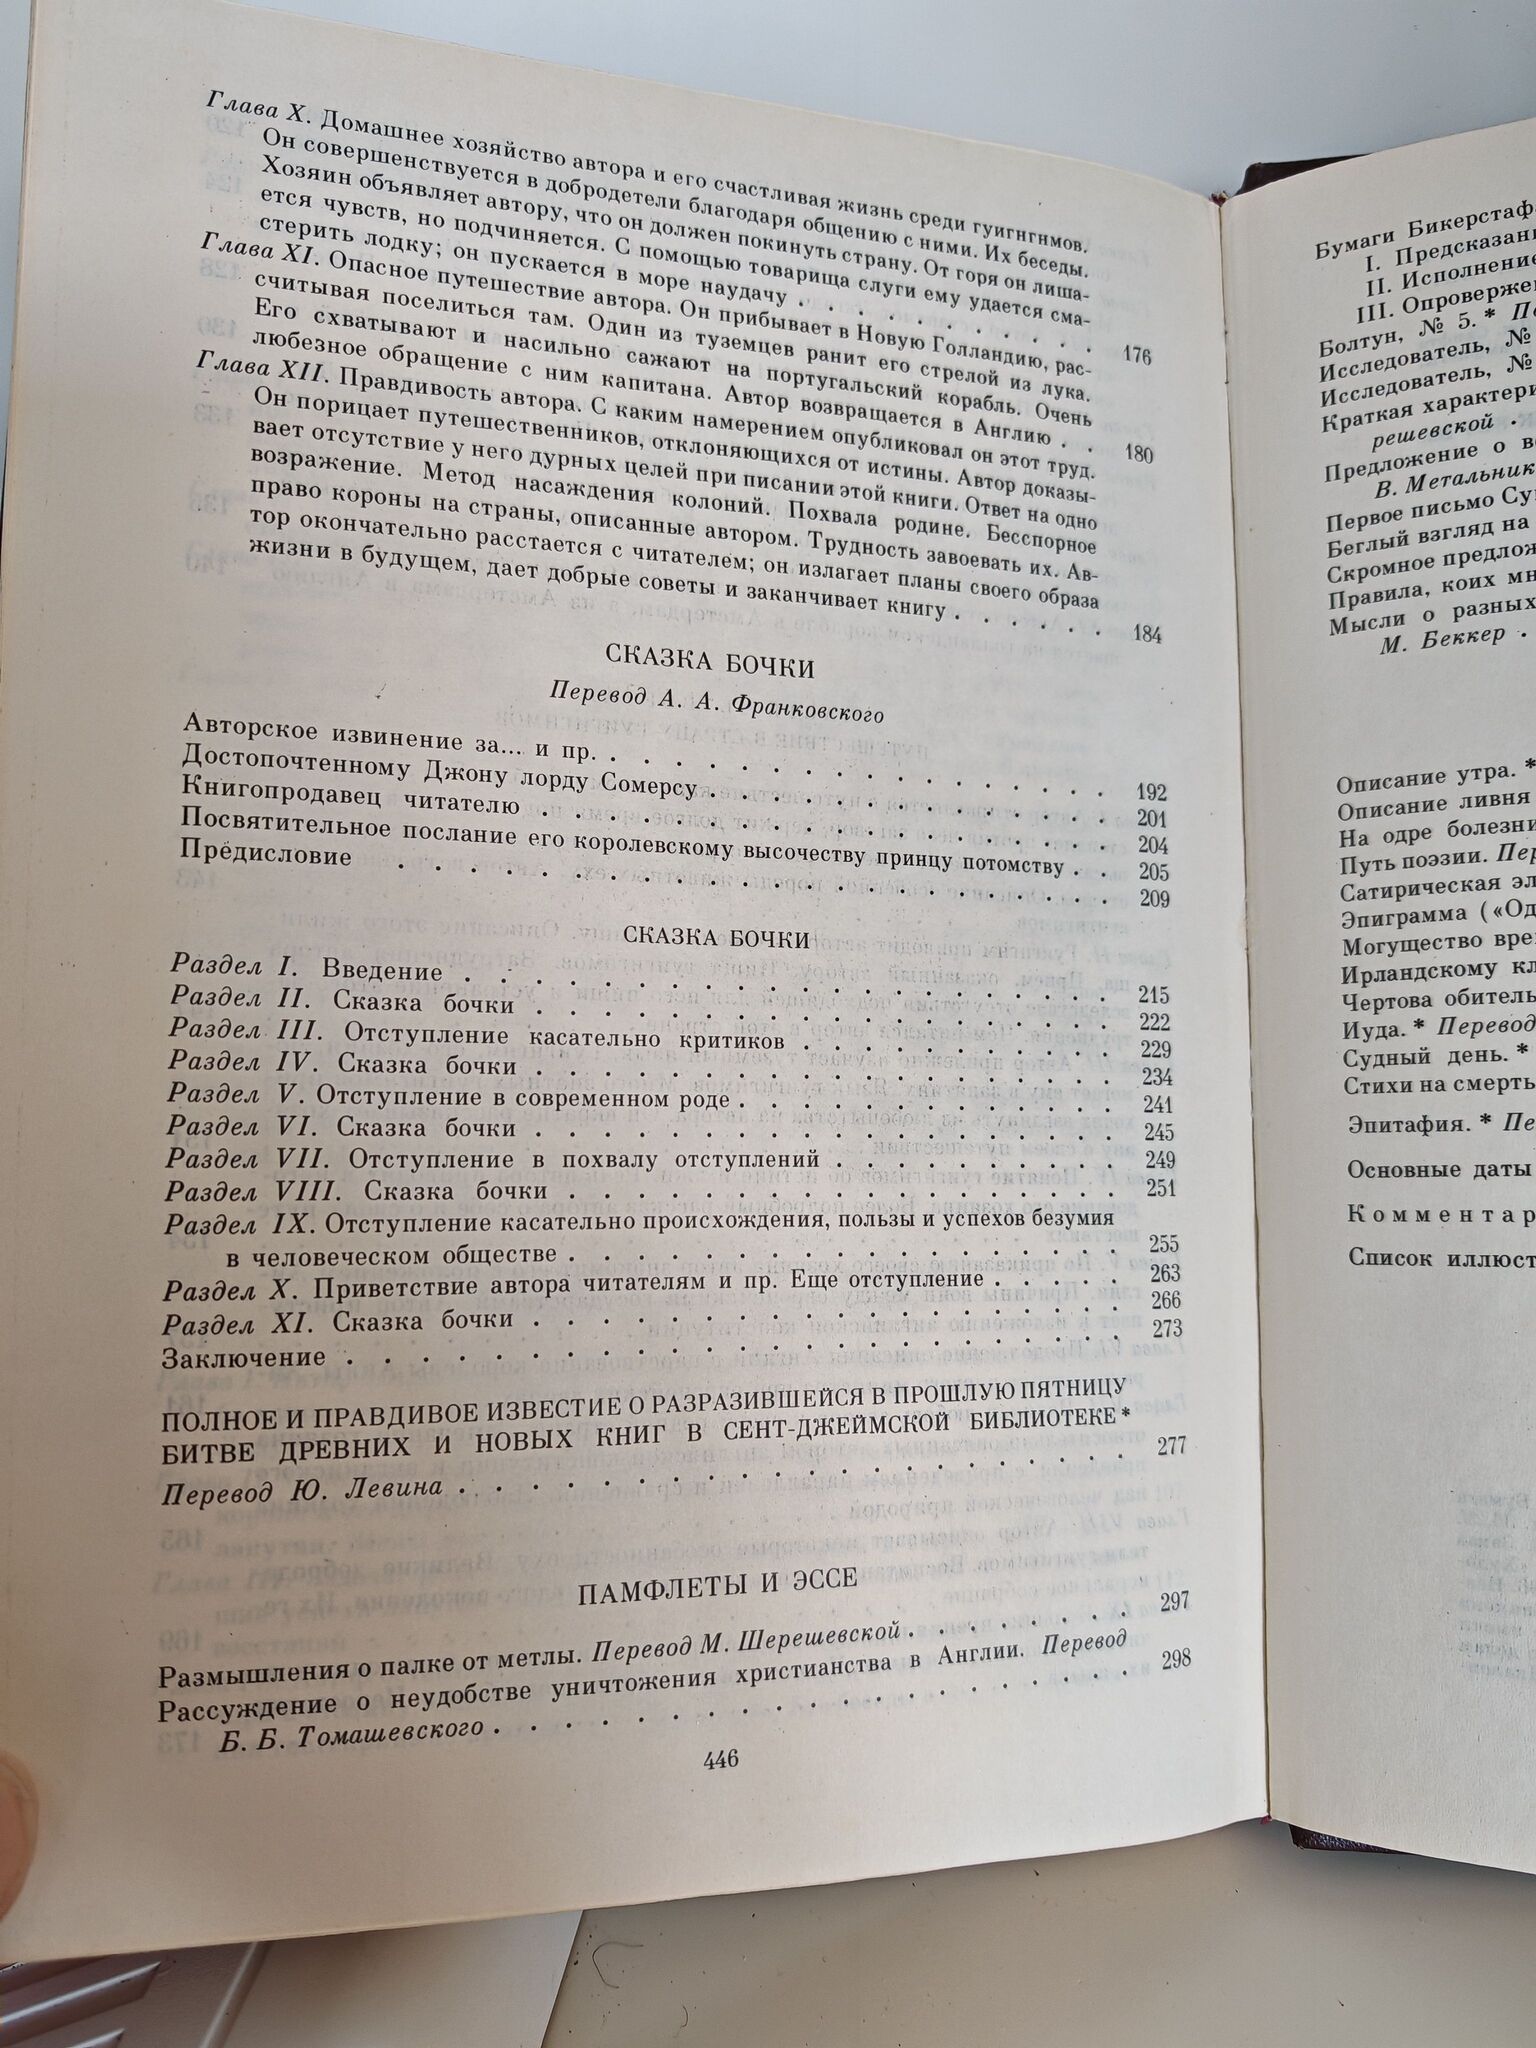 Глава X. Домашнее хозяйство автора и его счастливая жизнь среди гуигнгнмов.
Он совершенствуется в добродетели благодаря общению с ними. Их беседы.
Хозяин объявляет автору, что он должен покинуть страну. От горя он лиша-
ется чувств, но подчиняется. С помощью товарища слуги ему удается сма-
стерить лодку; он пускается в море наудачу . . . . . . . . . . 176
Глава XI. Опасное путешествие автора. Он прибывает в Новую Голландию, рас-
считывая поселиться там. Один из туземцев ранит его стрелой из лука.
Его схватывают и насильно сажают на португальский корабль. Очень
любезное обращение с ним капитана. Автор возвращается в Англию . . 180
Глава XII. Правдивость автора. С каким намерением опубликовал он этот труд.
Он порицает путешественников, отклоняющихся от истины. Автор доказы-
вает отсутствие у него дурных целей при писании этой книги. Ответ на одно
возражение. Метод насаждения колоний. Похвала родине. Бесспорное
право короны на страны, описанные автором. Трудность завоевать их. Ав-
тор окончательно расстается с читателем; он излагает планы своего образа
жизни в будущем, дает добрые советы и заканчивает книгу . . . . . . 184
СКАЗКА БОЧКИ
Перевод А. А. Франковского
Авторское извинение за... и пр. . . . . . . . . . . . . . . . 192
Достопочтенному Джону лорду Сомерсу . . . . . . . . . . . . . 201
Книгопродавец читателю . . . . . . . . . . . . . . . . . . 204
Посвятительное послание его королевскому высочеству принцу потомству . . 205
Предисловие . . . . . . . . . . . . . . . . . . . . . . 209
СКАЗКА БОЧКИ
Раздел I. Введение . . . . . . . . . . . . . . . . . . . . 215
Раздел II. Сказка бочки . . . . . . . . . . . . . . . . . . 222
Раздел III. Отступление касательно критиков . . . . . . . . . . . 229
Раздел IV. Сказка бочки . . . . . . . . . . . . . . . . . . 234
Раздел V. Отступление в современном роде . . . . . . . . . . . . 241
Раздел VI. Сказка бочки . . . . . . . . . . . . . . . . . . 245
Раздел VII. Отступление в похвалу отступлений . . . . . . . . . . 249
Раздел VIII. Сказка бочки . . . . . . . . . . . . . . . . . 251
Раздел IX. Отступление касательно происхождения, пользы и успехов безумия
в человеческом обществе . . . . . . . . . . . . . . . . . . 255
Раздел X. Приветствие автора читателям и пр. Еще отступление . . . . . 263
Раздел XI. Сказка бочки . . . . . . . . . . . . . . . . . . 266
Заключение . . . . . . . . . . . . . . . . . . . . . . . 273
ПОЛНОЕ И ПРАВДИВОЕ ИЗВЕСТИЕ О РАЗРАЗИВШЕЙСЯ В ПРОШЛУЮ ПЯТНИЦУ
БИТВЕ ДРЕВНИХ И НОВЫХ КНИГ В СЕНТ-ДЖЕЙМСКОЙ БИБЛИОТЕКЕ*
Перевод Ю. Левина . . . . . . . . . . . . . . . . . . . . 277
ПАМФЛЕТЫ И ЭССЕ
Размышления о палке от метлы. Перевод М. Шерешевской . . . . . . . 297
Рассуждение о неудобстве уничтожения христианства в Англии. Перевод
Б. Б. Томашевского . . . . . . . . . . . . . . . . . . . . 298
446
Бумаги Бикерстаф
I. Предсказан
II. Исполнение
III. Опровержен
Болтун, № 5. *
Исследователь, №
Исследователь, №
Краткая характери
решевской .
Предложение о
В. Метальник
Первое письмо Су
Беглый взгляд на
Скромное предлож
Правила, коих мн
Мысли о разных
М. Беккер .
Описание утра. *
Описание ливня
На одре болезни
Путь поэзии. Пер
Сатирическая эл
Эпиграмма («Од
Могущество вре
Ирландскому кл
Чертова обитель
Иуда. * Перевод
Судный день. *
Стихи на смерть
Эпитафия. * Пе
Основные даты
Комментар
Список иллюст